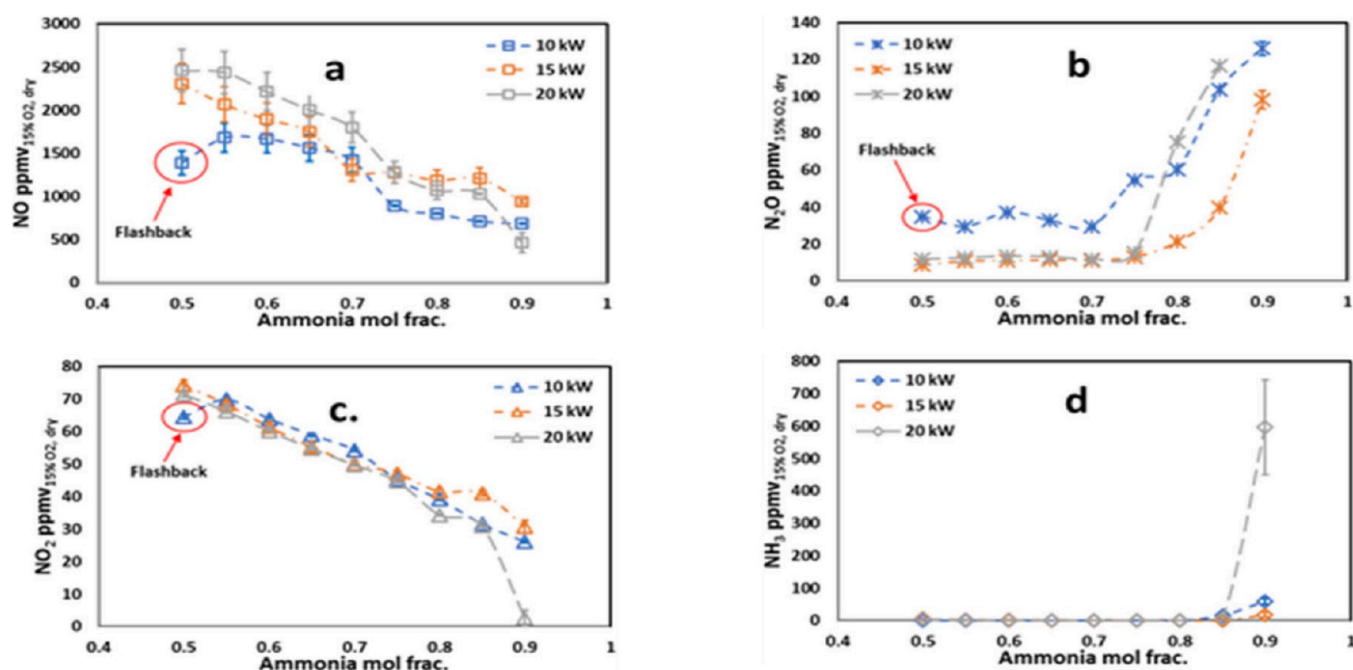 NO ppmv15% O2, dry
3000
2500
2000
1500
1000
500
0
a
10 kW
15 kW
20 kW
Flashback
0.4 0.5 0.6 0.7 0.8 0.9 1
Ammonia mol frac.
N2O ppmv15% O2, dry
140
120
100
80
60
40
20
0
b
10 kW
15 kW
20 kW
Flashback
0.4 0.5 0.6 0.7 0.8 0.9 1
Ammonia mol frac.
NO2 ppmv15% O2, dry
80
70
60
50
40
30
20
10
0
c.
10 kW
15 kW
20 kW
Flashback
0.4 0.5 0.6 0.7 0.8 0.9 1
Ammonia mol frac.
NH3 ppmv15% O2, dry
800
700
600
500
400
300
200
100
0
d
10 kW
15 kW
20 kW
0.4 0.5 0.6 0.7 0.8 0.9 1
Ammonia mol frac.